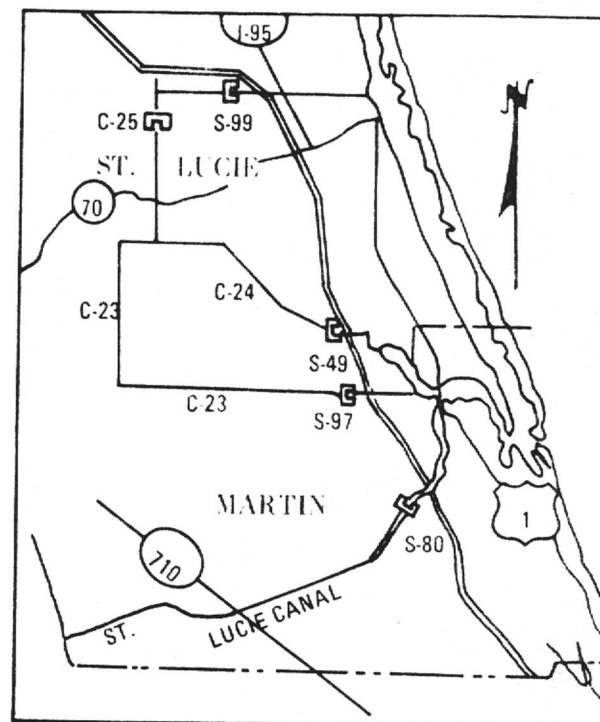 I-95
C-25
S-99
ST. LUCIE
70
C-24
C-23
S-49
C-23
S-97
MARTIN
1
S-80
710
ST. LUCIE CANAL